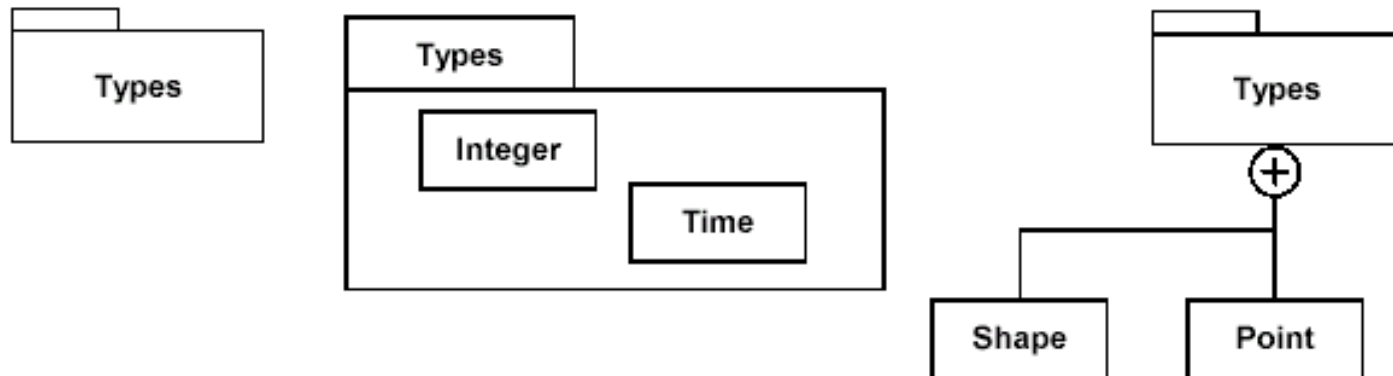 Types
Types
Integer
Time
Types
Shape
Point